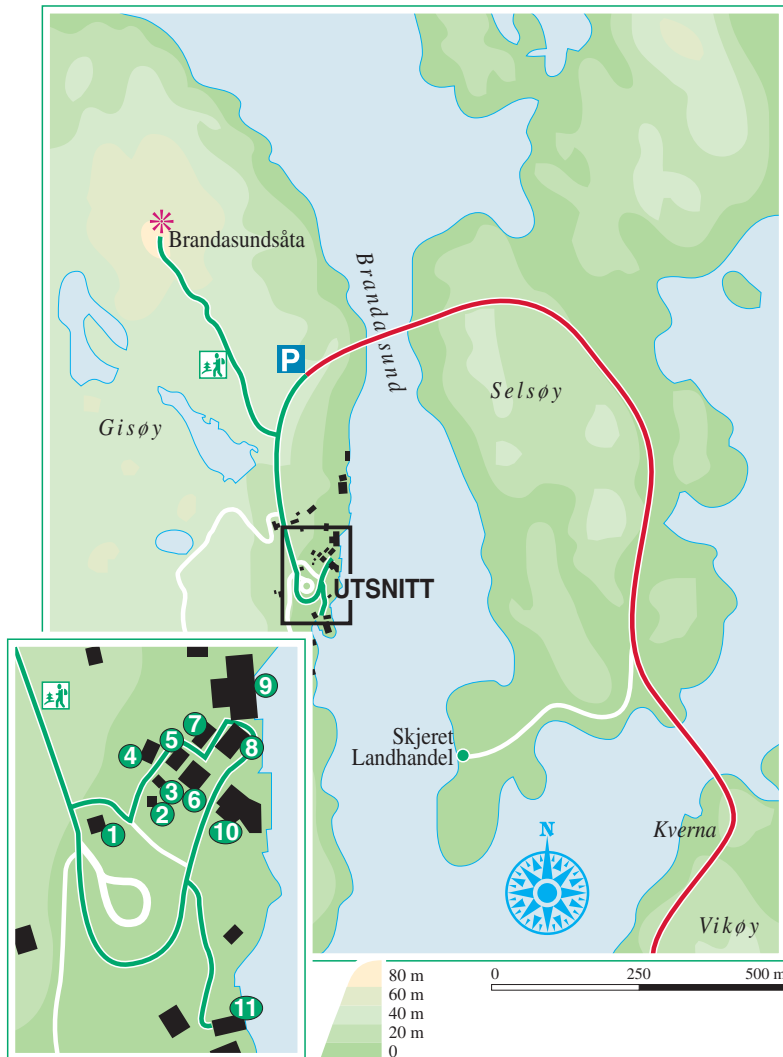 Brandasundsåta
Brandasund
P
Selsøy
Gisøy
UTSNITT
Skjeret
Landhandel
Kverna
N
Vikøy
9
7
5
8
4
3
6
2
1
10
11
80 m
60 m
40 m
20 m
0
0 250 500 m